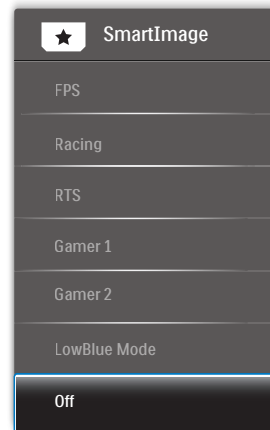 SmartImage
FPS
Racing
RTS
Gamer 1
Gamer 2
LowBlue Mode
Off